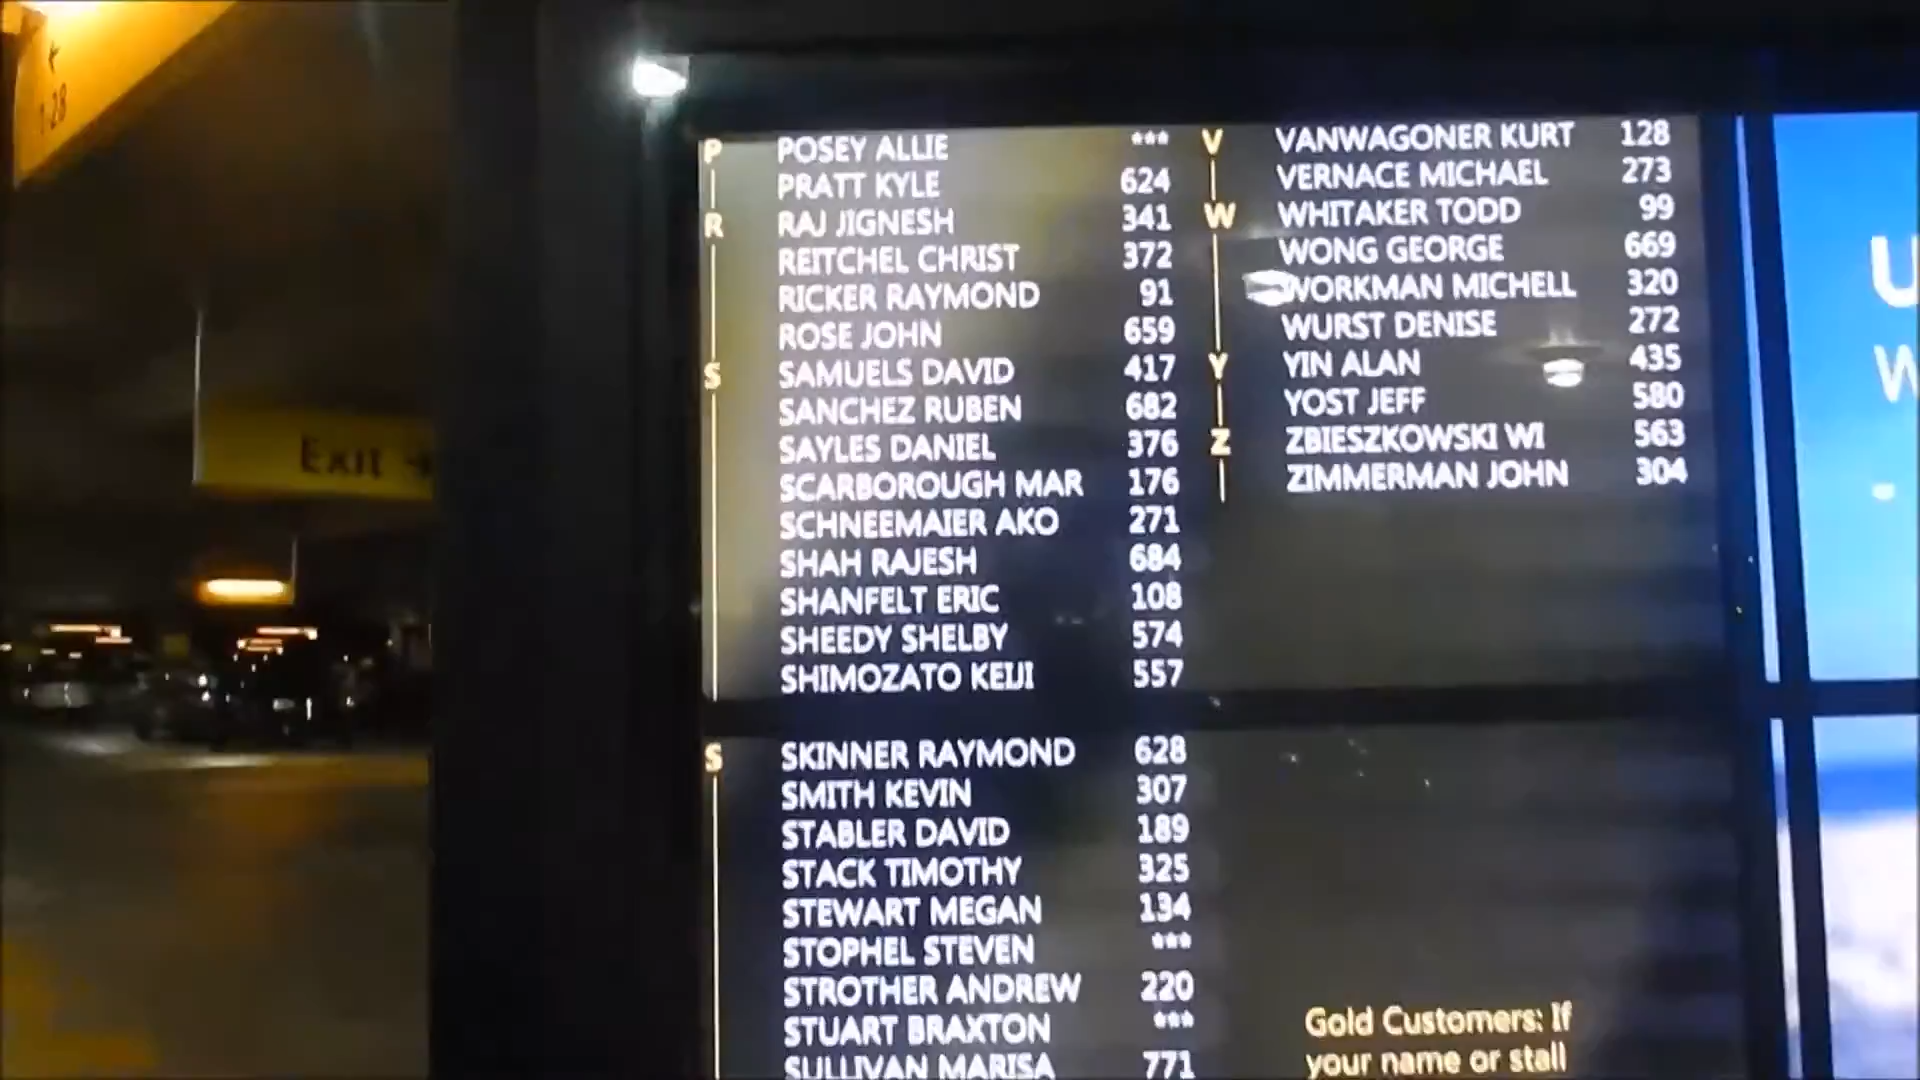 1-28
Exit →
P POSEY ALLIE ***
PRATT KYLE 624
R RAJ JIGNESH 341
REITCHEL CHRIST 372
RICKER RAYMOND 91
ROSE JOHN 659
S SAMUELS DAVID 417
SANCHEZ RUBEN 682
SAYLES DANIEL 376
SCARBOROUGH MAR 176
SCHNEEMAIER AKO 271
SHAH RAJESH 684
SHANFELT ERIC 108
SHEEDY SHELBY 574
SHIMOZATO KEIJI 557
S SKINNER RAYMOND 628
SMITH KEVIN 307
STABLER DAVID 189
STACK TIMOTHY 325
STEWART MEGAN 134
STOPHEL STEVEN ***
STROTHER ANDREW 220
STUART BRAXTON ***
SULLIVAN MARISA 771
V VANWAGONER KURT 128
VERNACE MICHAEL 273
W WHITAKER TODD 99
WONG GEORGE 669
WORKMAN MICHELL 320
WURST DENISE 272
Y YIN ALAN 435
YOST JEFF 580
Z ZBIESZKOWSKI WI 563
ZIMMERMAN JOHN 304
Gold Customers: If
your name or stall